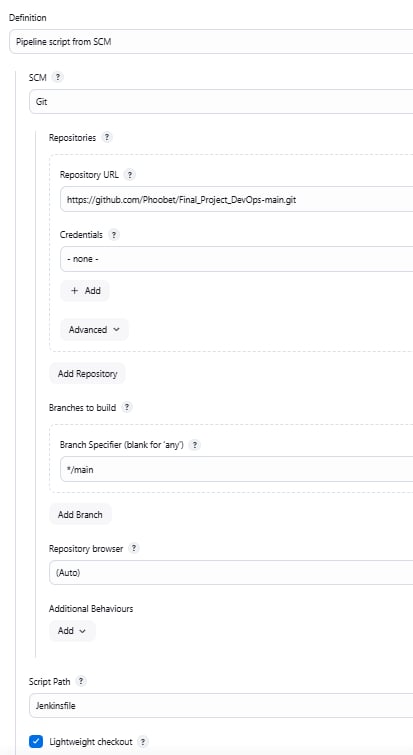 Definition
Pipeline script from SCM
SCM ?
Git
Repositories ?
Repository URL ?
https://github.com/Phoobet/Final_Project_DevOps-main.git
Credentials ?
- none -
+ Add
Advanced
Add Repository
Branches to build ?
Branch Specifier (blank for 'any') ?
*/main
Add Branch
Repository browser ?
(Auto)
Additional Behaviours
Add
Script Path ?
Jenkinsfile
Lightweight checkout ?